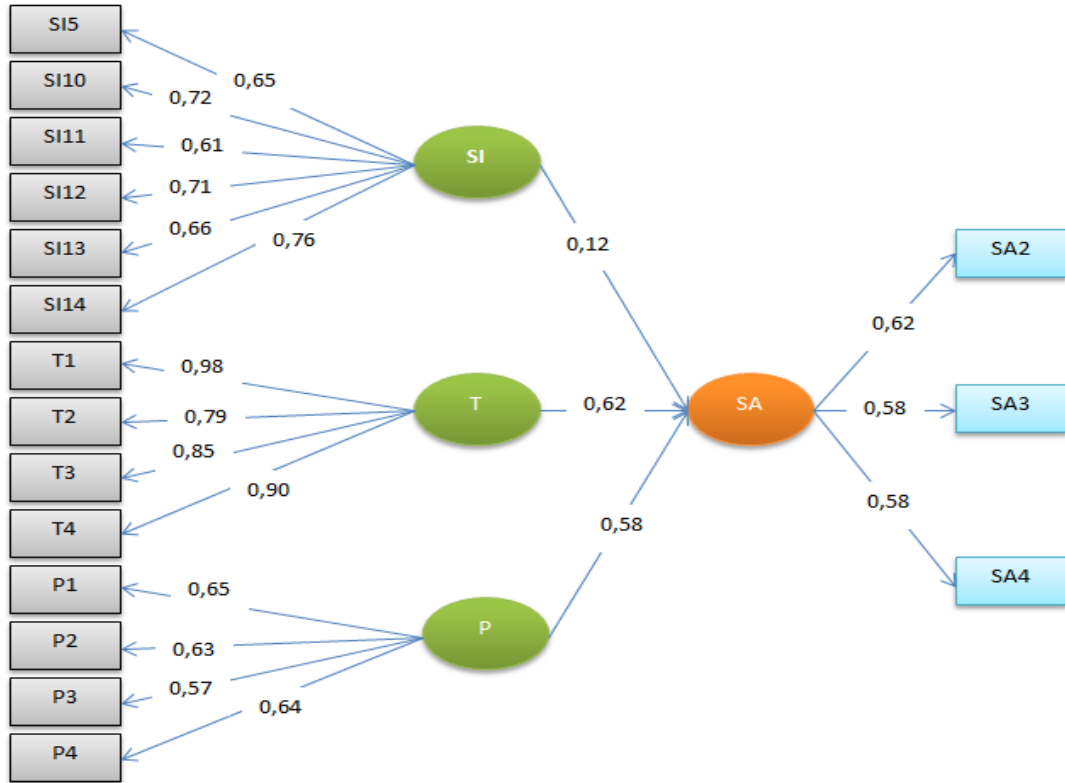 SI5
SI10
SI11
SI12
SI13
SI14
T1
T2
T3
T4
P1
P2
P3
P4
0,65
0,72
0,61
0,71
0,66
0,76
0,98
0,79
0,85
0,90
0,65
0,63
0,57
0,64
SI
T
P
0,12
0,62
0,58
SA
0,62
0,58
0,58
SA2
SA3
SA4